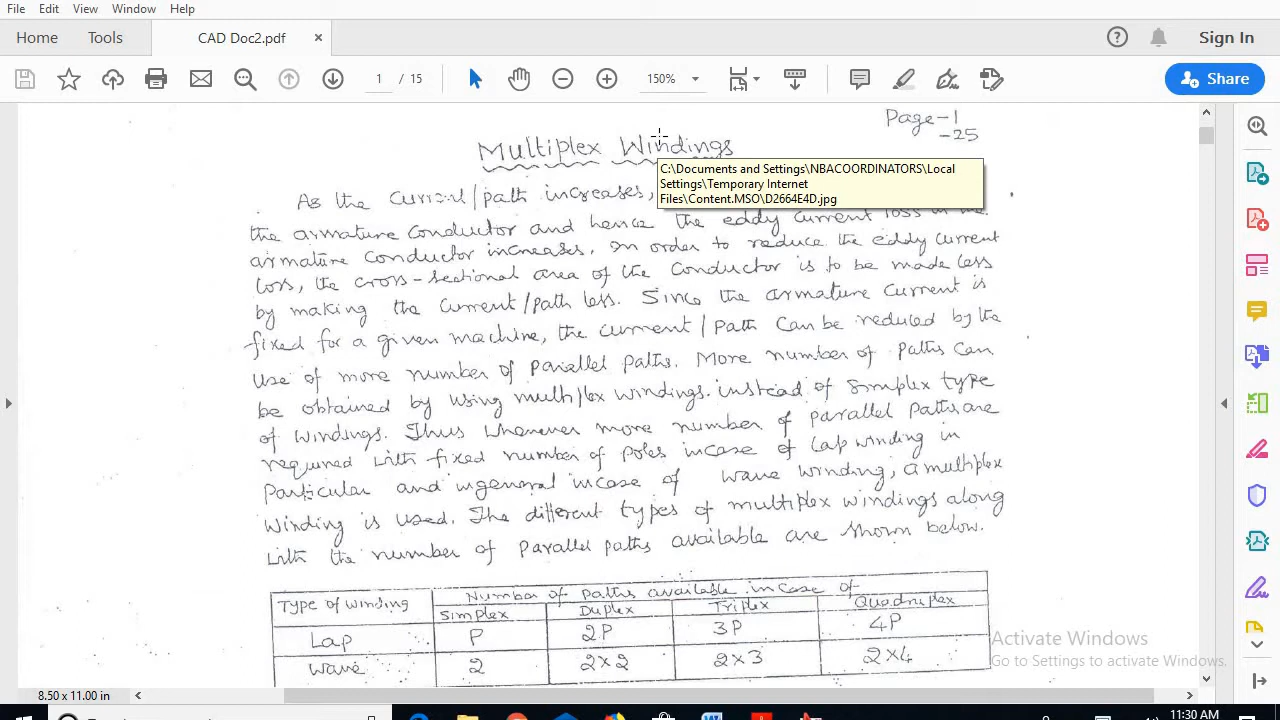 File Edit View Window Help
Home Tools CAD Doc2.pdf × Sign In
1 / 15 150% Share
Page-1
-25
Multiplex Windings
C:\Documents and Settings\NBACOORDINATORS\Local
Settings\Temporary Internet
Files\Content.MSO\D2664E4D.jpg
As the current/path increases,
the armature conductor and hence the eddy current loss in the
armature conductor increases. In order to reduce the eddy current
loss, the cross-sectional area of the conductor is to be made less
by making the current/path less. Since the armature current is
fixed for a given machine, the current/path can be reduced by the
use of more number of parallel paths. More number of paths can
be obtained by using multiplex windings. instead of simplex type
of windings. Thus whenever more number of parallel paths are
required with fixed number of poles incase of Lap winding in
particular and ingeneral incase of wave winding, a multiplex
winding is used. The different types of multiplex windings along
with the number of parallel paths available are shown below.
Type of winding Number of paths available incase of
Simplex Duplex Triplex Quadruplex
Lap P 2P 3P 4P
wave 2 2×2 2×3 2×4
Activate Windows
Go to Settings to activate Windows.
8.50 x 11.00 in
11:30 AM